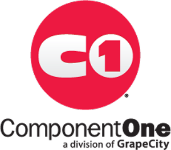 C1
ComponentOne
a division of GrapeCity